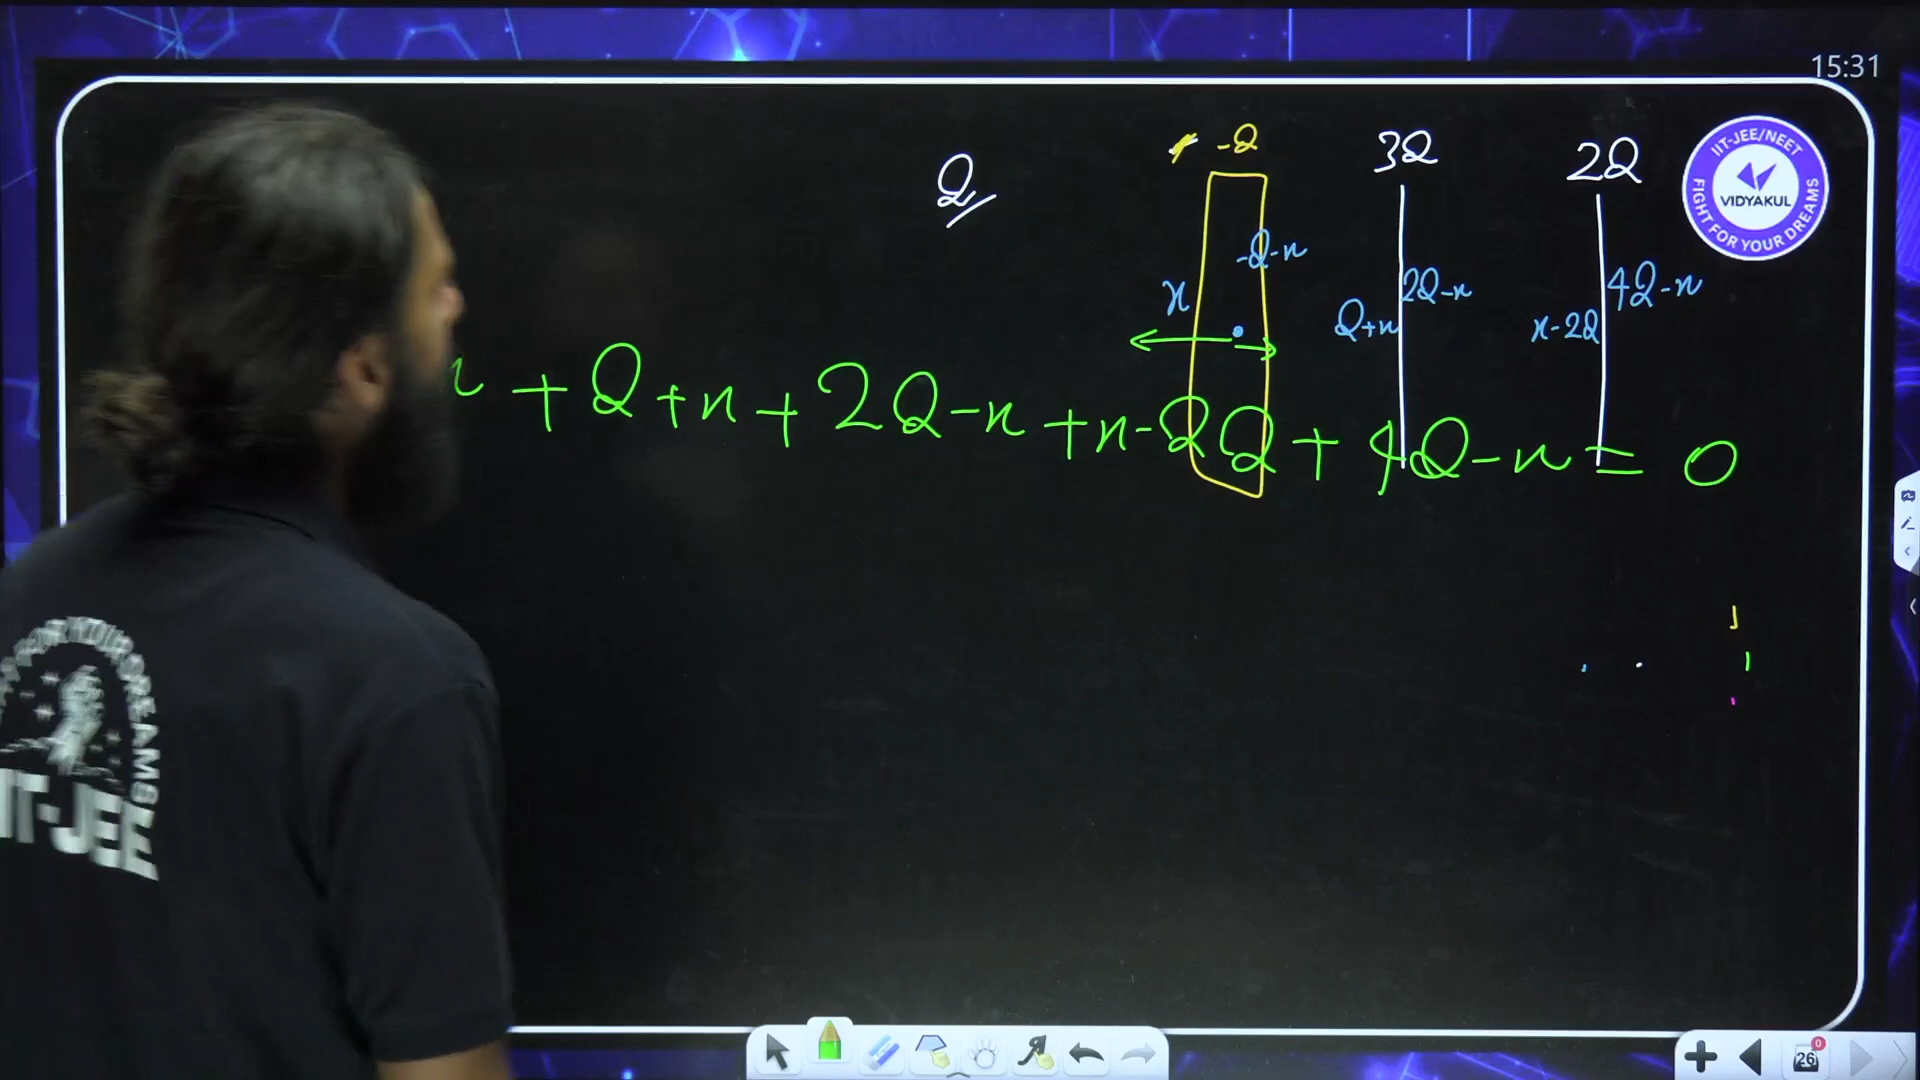 15:31
Q
-Q 3Q 2Q
IIT-JEE/NEET
VIDYAKUL
FIGHT FOR YOUR DREAMS
x -Q-x Q+x 2Q-x x-2Q 4Q-x
x + Q + x + 2Q - x + x - 2Q + 4Q - x = 0
IIT-JEE
26
0